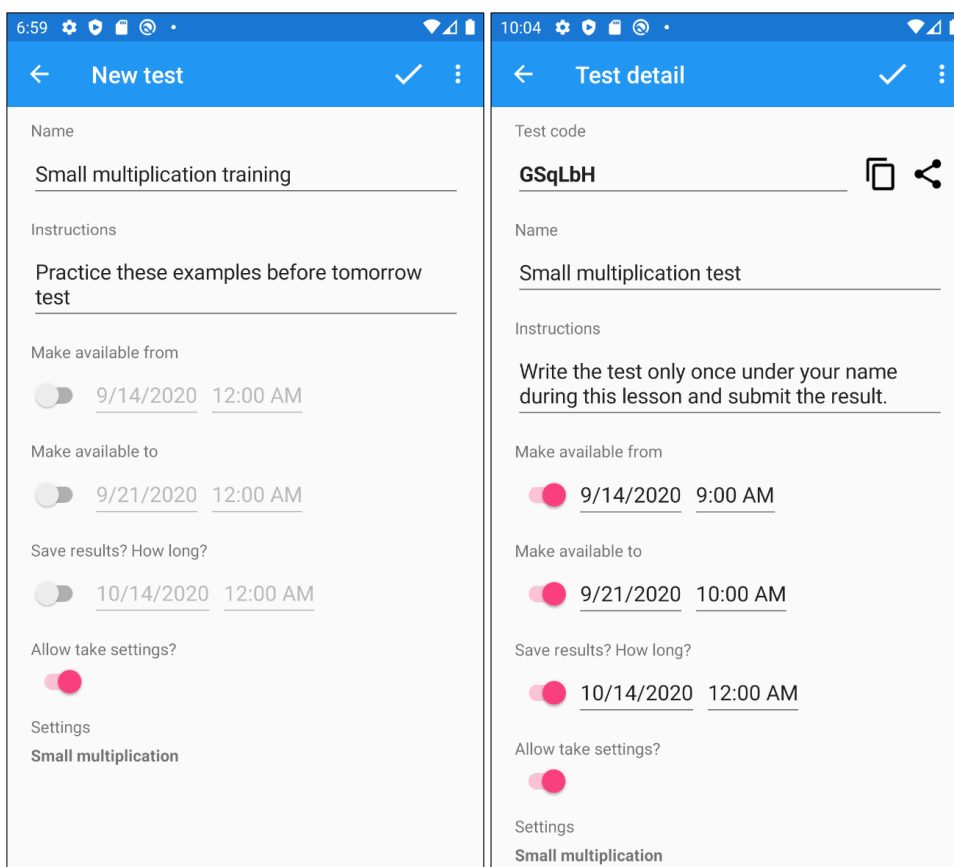 6:59
New test
Name
Small multiplication training
Instructions
Practice these examples before tomorrow
test
Make available from
9/14/2020 12:00 AM
Make available to
9/21/2020 12:00 AM
Save results? How long?
10/14/2020 12:00 AM
Allow take settings?
Settings
Small multiplication
10:04
Test detail
Test code
GSqLbH
Name
Small multiplication test
Instructions
Write the test only once under your name
during this lesson and submit the result.
Make available from
9/14/2020 9:00 AM
Make available to
9/21/2020 10:00 AM
Save results? How long?
10/14/2020 12:00 AM
Allow take settings?
Settings
Small multiplication